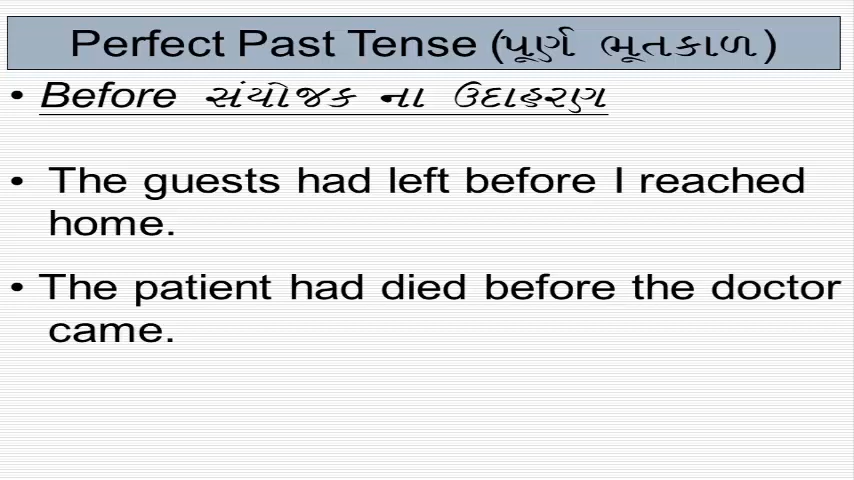 Perfect Past Tense (પૂર્ણ ભૂતકાળ)
• Before સંયોજક ના ઉદાહરણ
• The guests had left before I reached
home.
• The patient had died before the doctor
came.